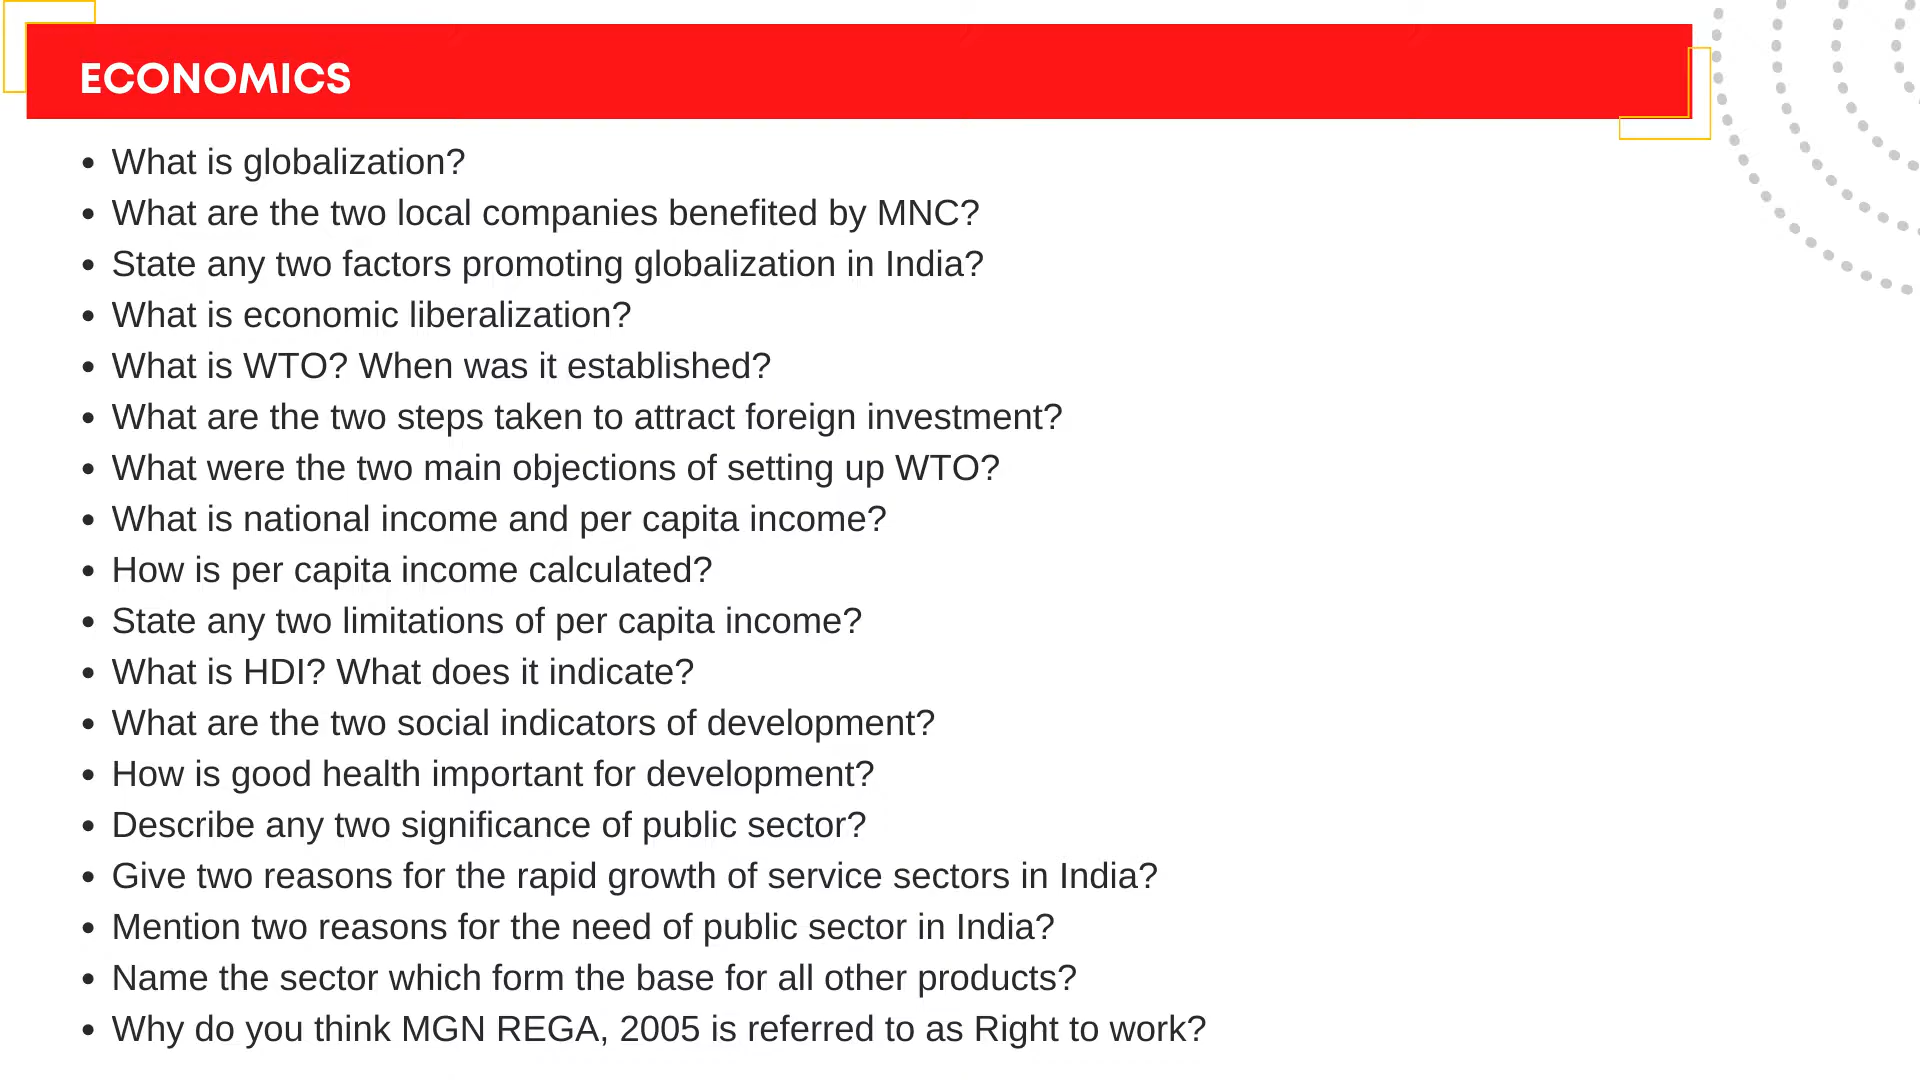 ECONOMICS
• What is globalization?
• What are the two local companies benefited by MNC?
• State any two factors promoting globalization in India?
• What is economic liberalization?
• What is WTO? When was it established?
• What are the two steps taken to attract foreign investment?
• What were the two main objections of setting up WTO?
• What is national income and per capita income?
• How is per capita income calculated?
• State any two limitations of per capita income?
• What is HDI? What does it indicate?
• What are the two social indicators of development?
• How is good health important for development?
• Describe any two significance of public sector?
• Give two reasons for the rapid growth of service sectors in India?
• Mention two reasons for the need of public sector in India?
• Name the sector which form the base for all other products?
• Why do you think MGN REGA, 2005 is referred to as Right to work?